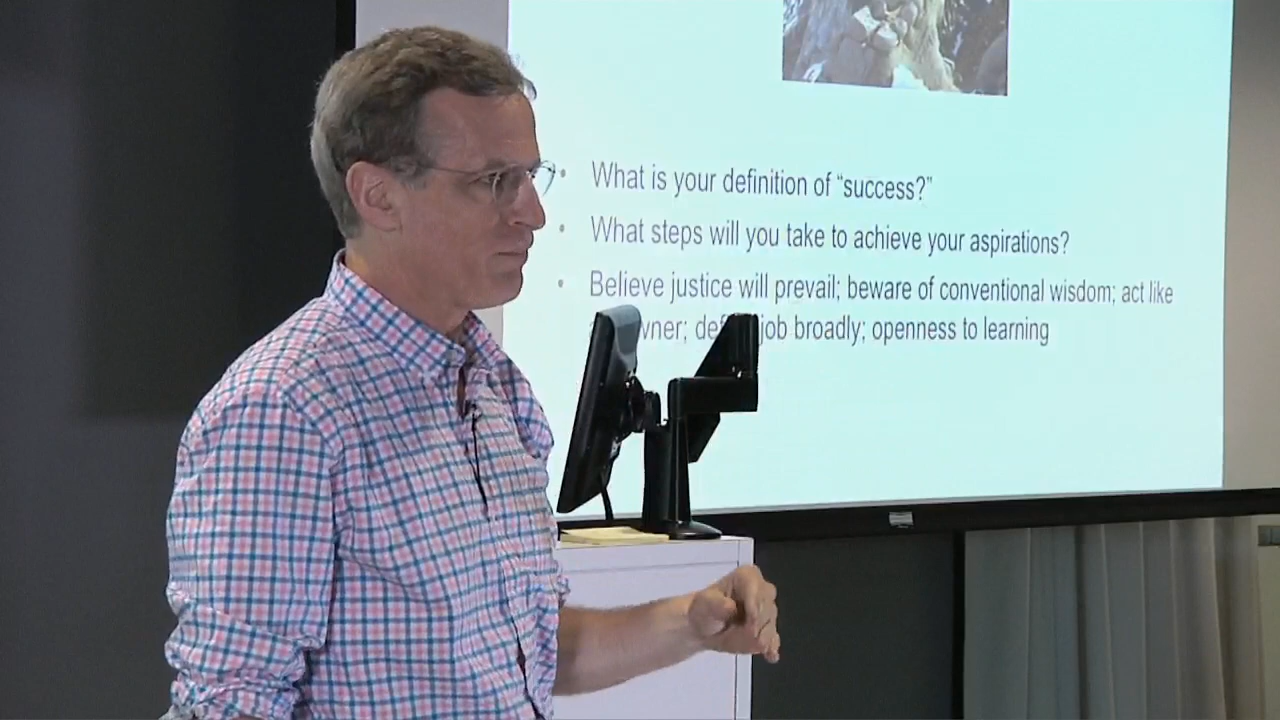 • What is your definition of “success?”
• What steps will you take to achieve your aspirations?
• Believe justice will prevail; beware of conventional wisdom; act like
job broadly; openness to learning